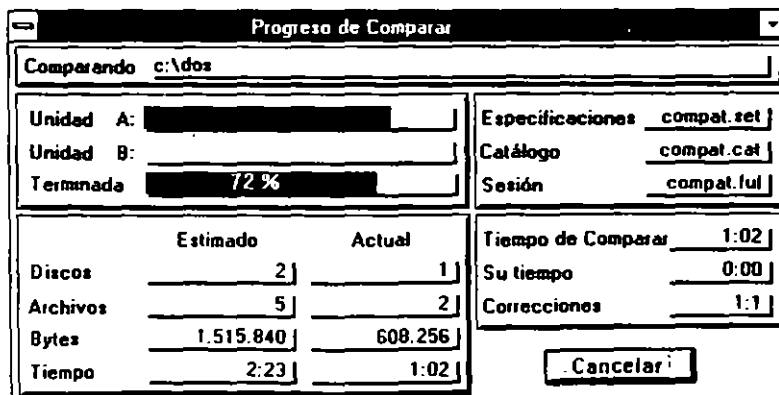 Progreso de Comparar
Comparando c:\dos
Unidad A:
Unidad B:
Terminada 72 %
Especificaciones compat.set
Catálogo compat.cat
Sesión compat.ful
Estimado Actual
Discos 2 1
Archivos 5 2
Bytes 1.515.840 608.256
Tiempo 2:23 1:02
Tiempo de Comparar 1:02
Su tiempo 0:00
Correcciones 1:1
Cancelar